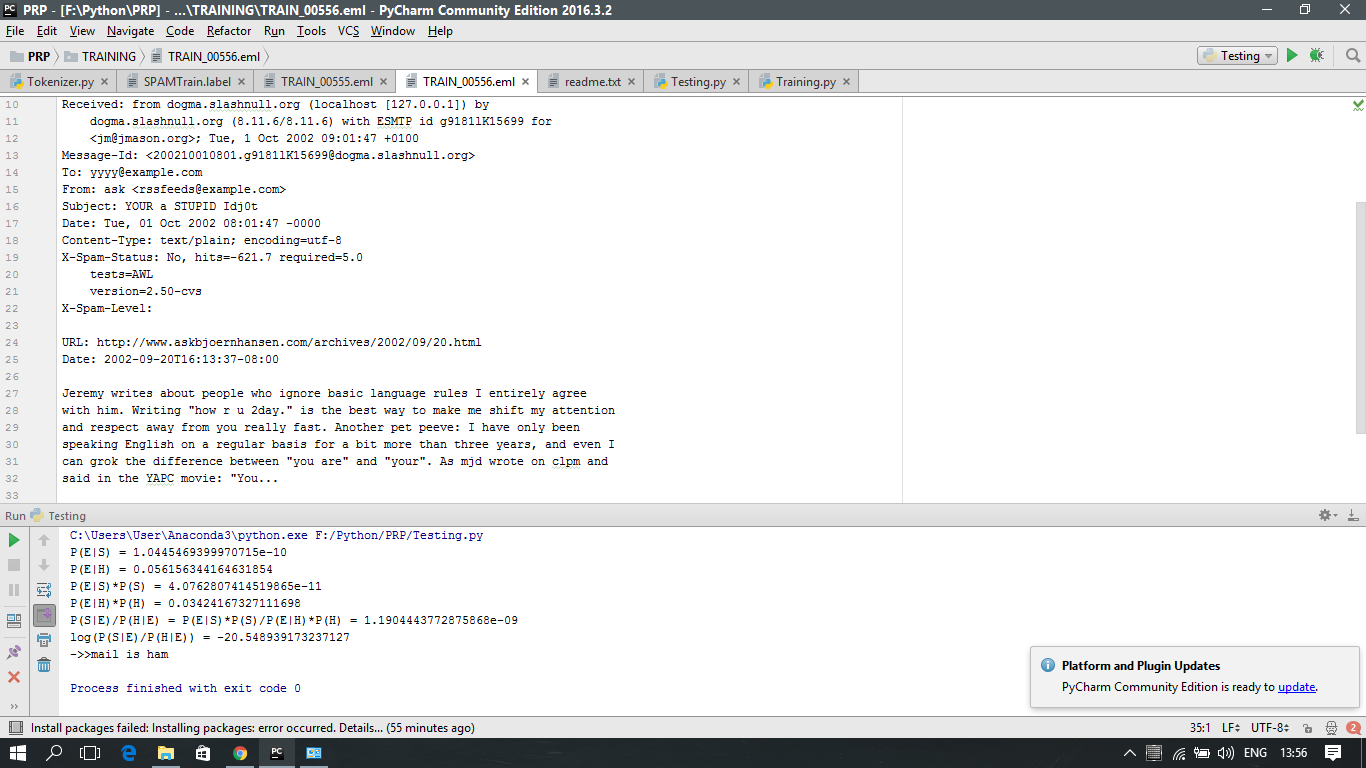 PRP - [F:\Python\PRP] - ...\TRAINING\TRAIN_00556.eml - PyCharm Community Edition 2016.3.2
File Edit View Navigate Code Refactor Run Tools VCS Window Help
PRP TRAINING TRAIN_00556.eml Testing
Tokenizer.py SPAMTrain.label TRAIN_00555.eml TRAIN_00556.eml readme.txt Testing.py Training.py
10 Received: from dogma.slashnull.org (localhost [127.0.0.1]) by
11 dogma.slashnull.org (8.11.6/8.11.6) with ESMTP id g9181lK15699 for
12 <jm@jmason.org>; Tue, 1 Oct 2002 09:01:47 +0100
13 Message-Id: <200210010801.g9181lK15699@dogma.slashnull.org>
14 To: yyyy@example.com
15 From: ask <rssfeeds@example.com>
16 Subject: YOUR a STUPID Idj0t
17 Date: Tue, 01 Oct 2002 08:01:47 -0000
18 Content-Type: text/plain; encoding=utf-8
19 X-Spam-Status: No, hits=-621.7 required=5.0
20 tests=AWL
21 version=2.50-cvs
22 X-Spam-Level:
23
24 URL: http://www.askbjoernhansen.com/archives/2002/09/20.html
25 Date: 2002-09-20T16:13:37-08:00
26
27 Jeremy writes about people who ignore basic language rules I entirely agree
28 with him. Writing "how r u 2day." is the best way to make me shift my attention
29 and respect away from you really fast. Another pet peeve: I have only been
30 speaking English on a regular basis for a bit more than three years, and even I
31 can grok the difference between "you are" and "your". As mjd wrote on clpm and
32 said in the YAPC movie: "You...
33
Run Testing
C:\Users\User\Anaconda3\python.exe F:/Python/PRP/Testing.py
P(E|S) = 1.0445469399970715e-10
P(E|H) = 0.056156344164631854
P(E|S)*P(S) = 4.0762807414519865e-11
P(E|H)*P(H) = 0.03424167327111698
P(S|E)/P(H|E) = P(E|S)*P(S)/P(E|H)*P(H) = 1.1904443772875868e-09
log(P(S|E)/P(H|E)) = -20.548939173237127
->>mail is ham
Process finished with exit code 0
Platform and Plugin Updates
PyCharm Community Edition is ready to update.
Install packages failed: Installing packages: error occurred. Details... (55 minutes ago) 35:1 LF UTF-8 2
ENG 13:56